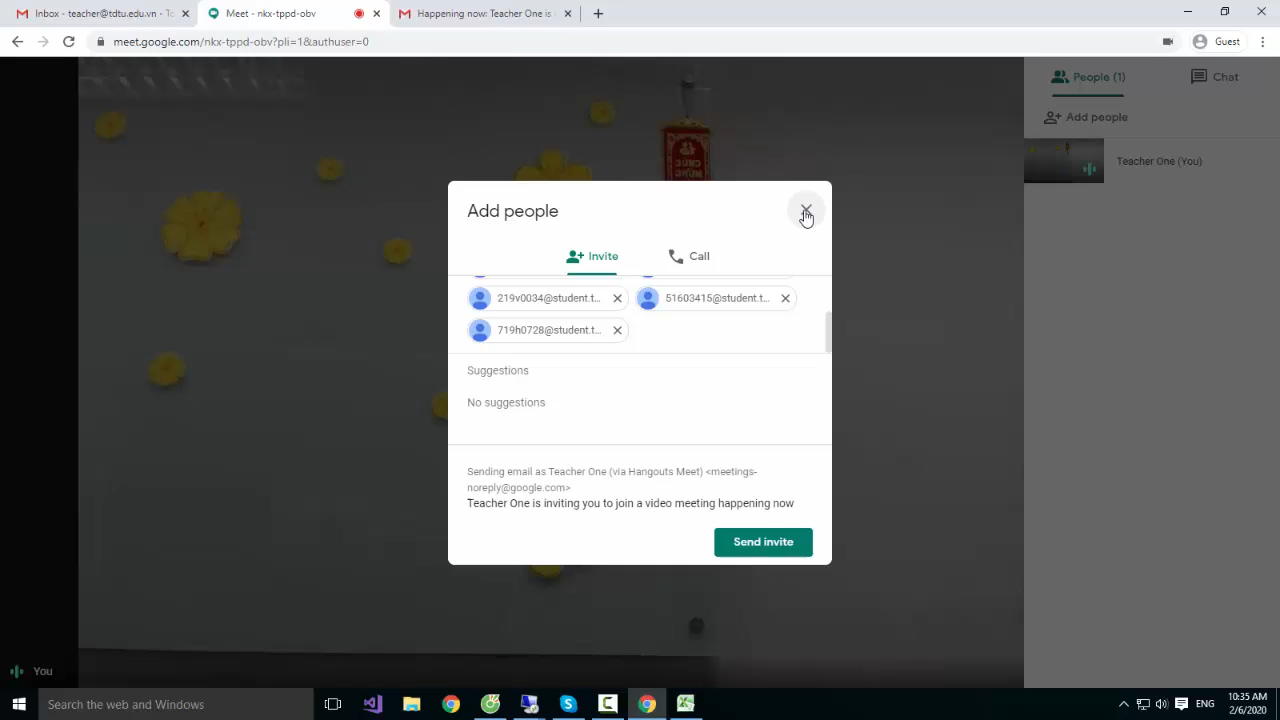 Inbox - teacher@tdtu.edu.vn - To
Meet - nkx-tppd-obv
Happening now: Teacher One is
meet.google.com/nkx-tppd-obv?pli=1&authuser=0
Guest
People (1)
Chat
Add people
Teacher One (You)
Add people
Invite
Call
219v0034@student.t...
51603415@student.t...
719h0728@student.t...
Suggestions
No suggestions
Sending email as Teacher One (via Hangouts Meet) <meetings-
noreply@google.com>
Teacher One is inviting you to join a video meeting happening now
Send invite
You
Search the web and Windows
ENG
10:35 AM
2/6/2020